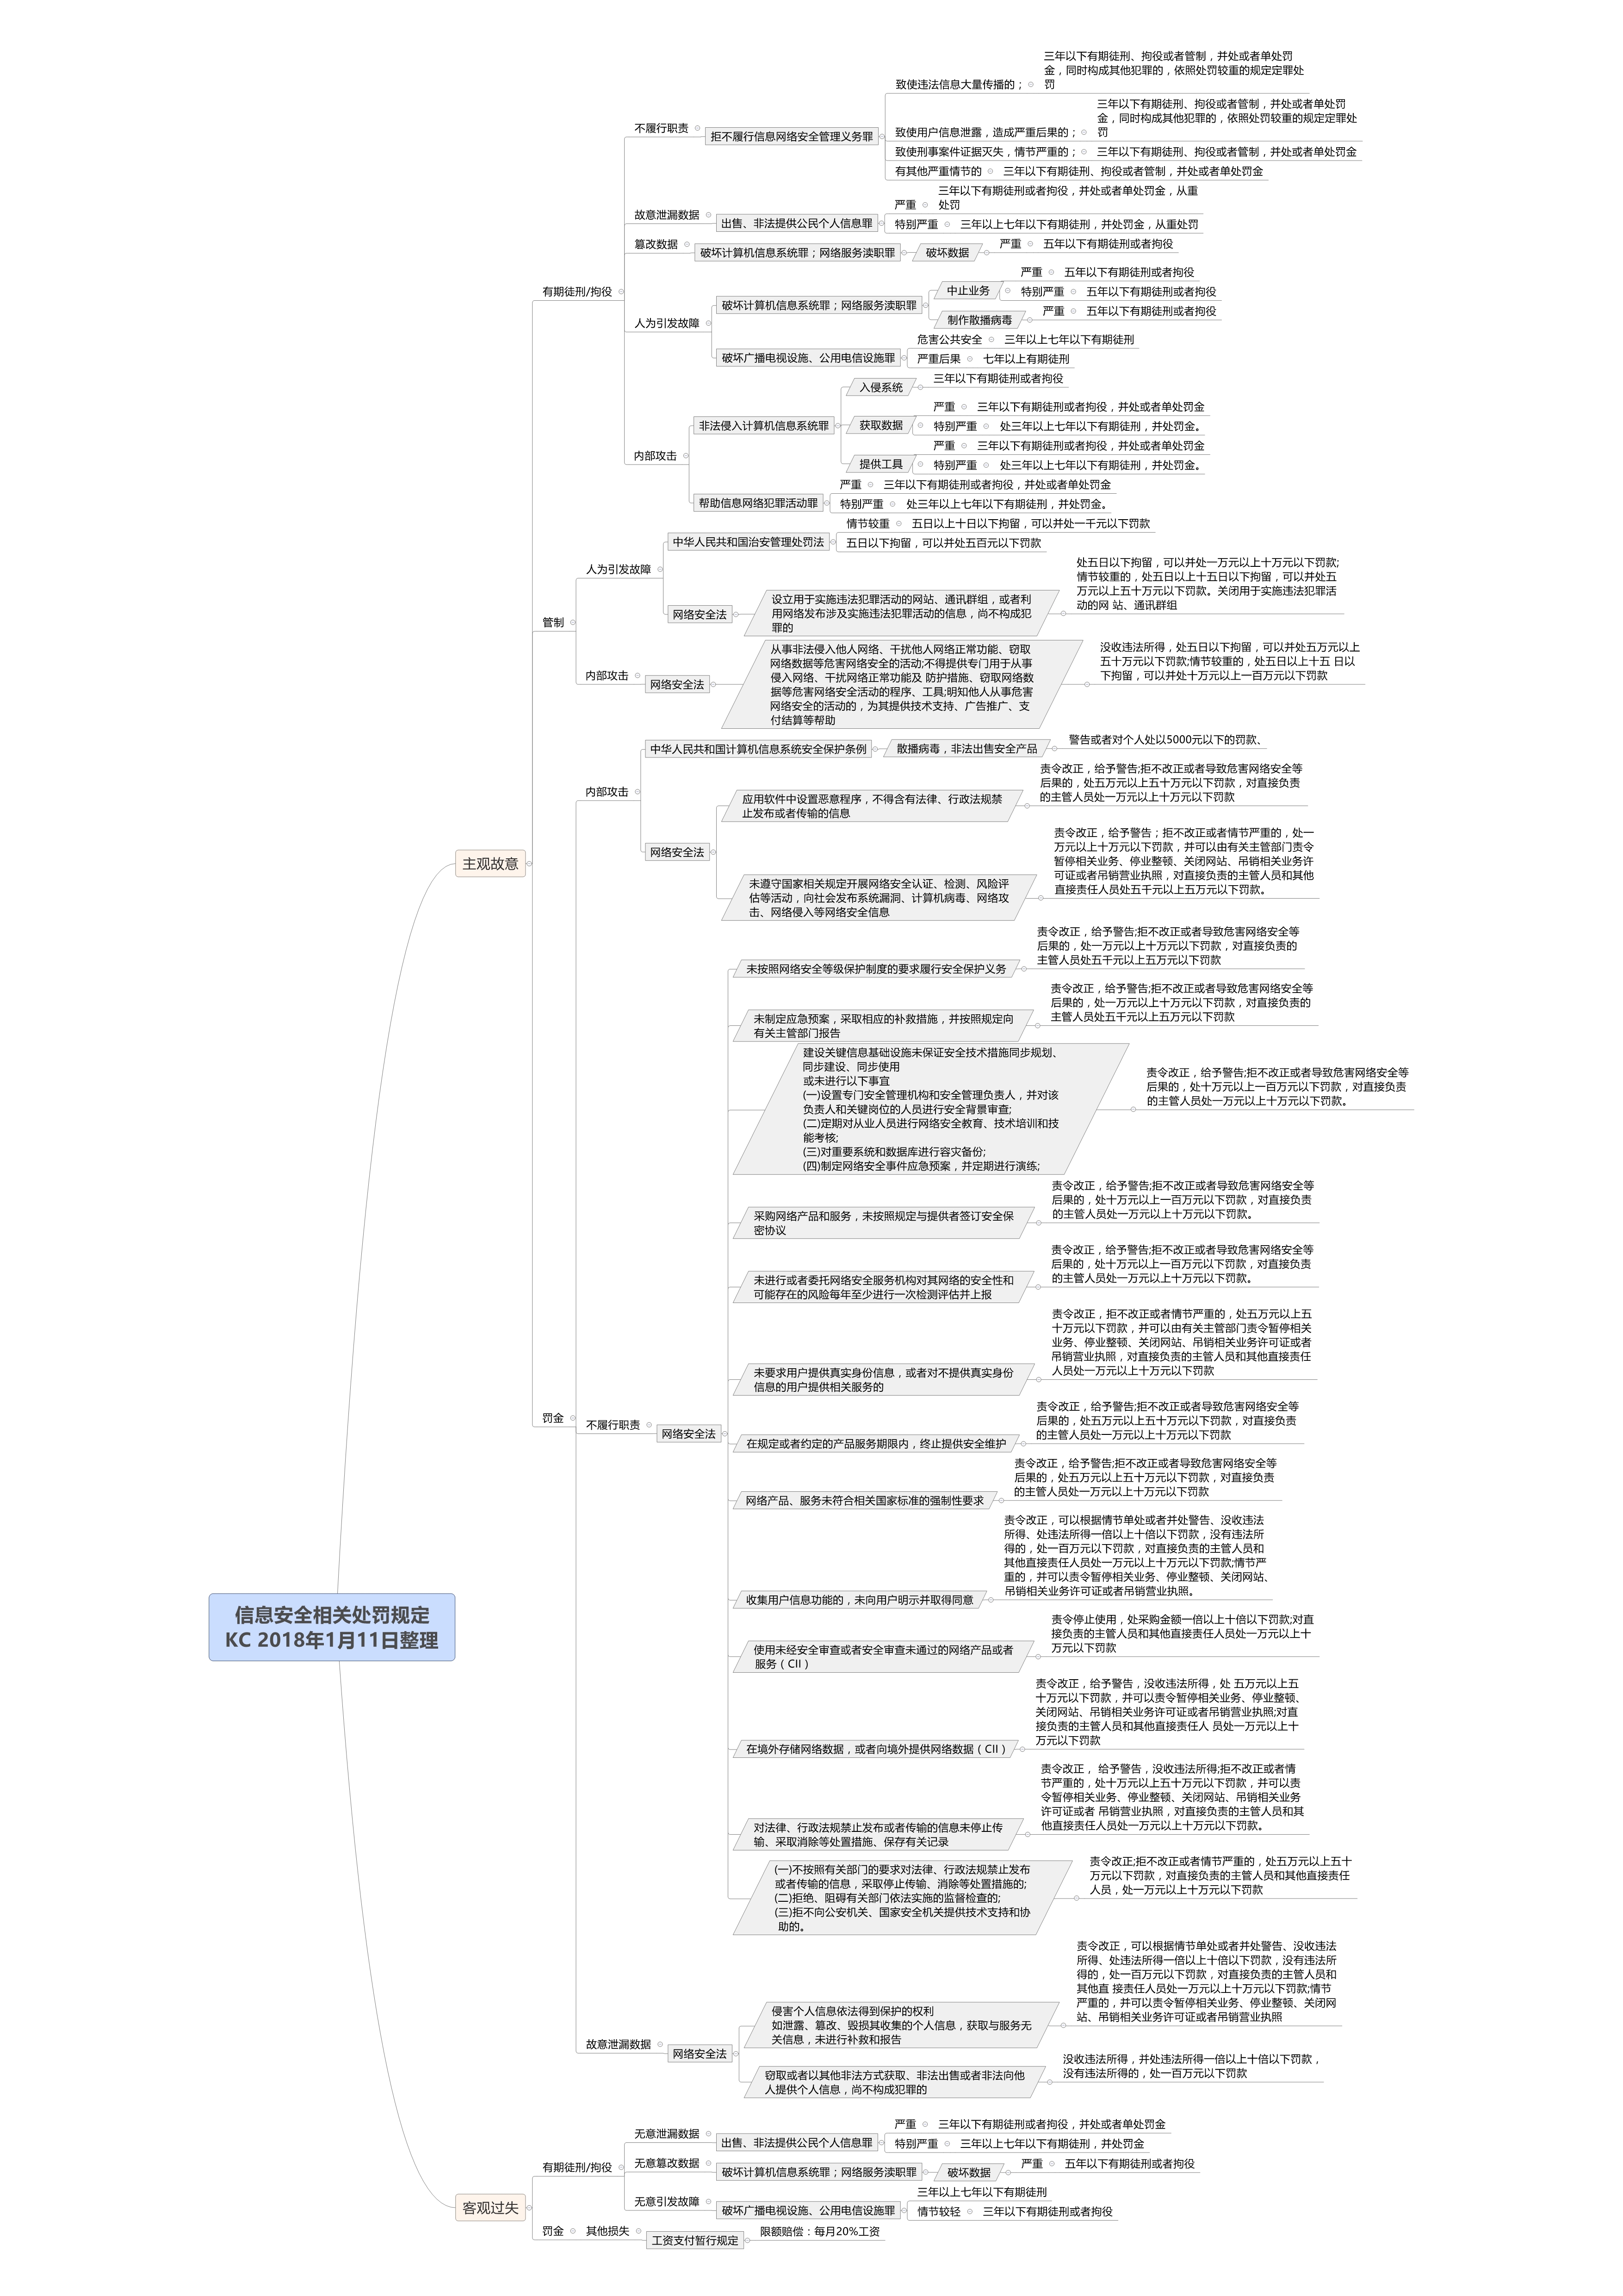 信息安全相关处罚规定
KC 2018年1月11日整理
主观故意
有期徒刑/拘役
不履行职责
拒不履行信息网络安全管理义务罪
致使违法信息大量传播的；
三年以下有期徒刑、拘役或者管制，并处或者单处罚
金，同时构成其他犯罪的，依照处罚较重的规定定罪处
罚
致使用户信息泄露，造成严重后果的；
三年以下有期徒刑、拘役或者管制，并处或者单处罚
金，同时构成其他犯罪的，依照处罚较重的规定定罪处
罚
致使刑事案件证据灭失，情节严重的；
三年以下有期徒刑、拘役或者管制，并处或者单处罚金
有其他严重情节的
三年以下有期徒刑、拘役或者管制，并处或者单处罚金
故意泄漏数据
出售、非法提供公民个人信息罪
严重
三年以下有期徒刑或者拘役，并处或者单处罚金，从重
处罚
特别严重
三年以上七年以下有期徒刑，并处罚金，从重处罚
篡改数据
破坏计算机信息系统罪；网络服务渎职罪
破坏数据
严重
五年以下有期徒刑或者拘役
人为引发故障
破坏计算机信息系统罪；网络服务渎职罪
中止业务
严重
五年以下有期徒刑或者拘役
特别严重
五年以下有期徒刑或者拘役
制作散播病毒
严重
五年以下有期徒刑或者拘役
破坏广播电视设施、公用电信设施罪
危害公共安全
三年以上七年以下有期徒刑
严重后果
七年以上有期徒刑
内部攻击
非法侵入计算机信息系统罪
入侵系统
三年以下有期徒刑或者拘役
获取数据
严重
三年以下有期徒刑或者拘役，并处或者单处罚金
特别严重
处三年以上七年以下有期徒刑，并处罚金。
提供工具
严重
三年以下有期徒刑或者拘役，并处或者单处罚金
特别严重
处三年以上七年以下有期徒刑，并处罚金。
帮助信息网络犯罪活动罪
严重
三年以下有期徒刑或者拘役，并处或者单处罚金
特别严重
处三年以上七年以下有期徒刑，并处罚金。
管制
人为引发故障
中华人民共和国治安管理处罚法
情节较重
五日以上十日以下拘留，可以并处一千元以下罚款
五日以下拘留，可以并处五百元以下罚款
网络安全法
设立用于实施违法犯罪活动的网站、通讯群组，或者利
用网络发布涉及实施违法犯罪活动的信息，尚不构成犯
罪的
处五日以下拘留，可以并处一万元以上十万元以下罚款;
情节较重的，处五日以上十五日以下拘留，可以并处五
万元以上五十万元以下罚款。关闭用于实施违法犯罪活
动的网 站、通讯群组
内部攻击
网络安全法
从事非法侵入他人网络、干扰他人网络正常功能、窃取
网络数据等危害网络安全的活动;不得提供专门用于从事
侵入网络、干扰网络正常功能及 防护措施、窃取网络数
据等危害网络安全活动的程序、工具;明知他人从事危害
网络安全的活动的，为其提供技术支持、广告推广、支
付结算等帮助
没收违法所得，处五日以下拘留，可以并处五万元以上
五十万元以下罚款;情节较重的，处五日以上十五 日以
下拘留，可以并处十万元以上一百万元以下罚款
罚金
内部攻击
中华人民共和国计算机信息系统安全保护条例
散播病毒，非法出售安全产品
警告或者对个人处以5000元以下的罚款、
网络安全法
应用软件中设置恶意程序，不得含有法律、行政法规禁
止发布或者传输的信息
责令改正，给予警告;拒不改正或者导致危害网络安全等
后果的，处五万元以上五十万元以下罚款，对直接负责
的主管人员处一万元以上十万元以下罚款
未遵守国家相关规定开展网络安全认证、检测、风险评
估等活动，向社会发布系统漏洞、计算机病毒、网络攻
击、网络侵入等网络安全信息
责令改正，给予警告；拒不改正或者情节严重的，处一
万元以上十万元以下罚款，并可以由有关主管部门责令
暂停相关业务、停业整顿、关闭网站、吊销相关业务许
可证或者吊销营业执照，对直接负责的主管人员和其他
直接责任人员处五千元以上五万元以下罚款。
不履行职责
网络安全法
未按照网络安全等级保护制度的要求履行安全保护义务
责令改正，给予警告;拒不改正或者导致危害网络安全等
后果的，处一万元以上十万元以下罚款，对直接负责的
主管人员处五千元以上五万元以下罚款
未制定应急预案，采取相应的补救措施，并按照规定向
有关主管部门报告
责令改正，给予警告;拒不改正或者导致危害网络安全等
后果的，处一万元以上十万元以下罚款，对直接负责的
主管人员处五千元以上五万元以下罚款
建设关键信息基础设施未保证安全技术措施同步规划、
同步建设、同步使用
或未进行以下事宜
(一)设置专门安全管理机构和安全管理负责人，并对该
负责人和关键岗位的人员进行安全背景审查;
(二)定期对从业人员进行网络安全教育、技术培训和技
能考核;
(三)对重要系统和数据库进行容灾备份;
(四)制定网络安全事件应急预案，并定期进行演练;
责令改正，给予警告;拒不改正或者导致危害网络安全等
后果的，处十万元以上一百万元以下罚款，对直接负责
的主管人员处一万元以上十万元以下罚款。
采购网络产品和服务，未按照规定与提供者签订安全保
密协议
责令改正，给予警告;拒不改正或者导致危害网络安全等
后果的，处十万元以上一百万元以下罚款，对直接负责
的主管人员处一万元以上十万元以下罚款。
未进行或者委托网络安全服务机构对其网络的安全性和
可能存在的风险每年至少进行一次检测评估并上报
责令改正，给予警告;拒不改正或者导致危害网络安全等
后果的，处十万元以上一百万元以下罚款，对直接负责
的主管人员处一万元以上十万元以下罚款。
未要求用户提供真实身份信息，或者对不提供真实身份
信息的用户提供相关服务的
责令改正，拒不改正或者情节严重的，处五万元以上五
十万元以下罚款，并可以由有关主管部门责令暂停相关
业务、停业整顿、关闭网站、吊销相关业务许可证或者
吊销营业执照，对直接负责的主管人员和其他直接责任
人员处一万元以上十万元以下罚款
在规定或者约定的产品服务期限内，终止提供安全维护
责令改正，给予警告;拒不改正或者导致危害网络安全等
后果的，处五万元以上五十万元以下罚款，对直接负责
的主管人员处一万元以上十万元以下罚款
网络产品、服务未符合相关国家标准的强制性要求
责令改正，给予警告;拒不改正或者导致危害网络安全等
后果的，处五万元以上五十万元以下罚款，对直接负责
的主管人员处一万元以上十万元以下罚款
收集用户信息功能的，未向用户明示并取得同意
责令改正，可以根据情节单处或者并处警告、没收违法
所得、处违法所得一倍以上十倍以下罚款，没有违法所
得的，处一百万元以下罚款，对直接负责的主管人员和
其他直接责任人员处一万元以上十万元以下罚款;情节严
重的，并可以责令暂停相关业务、停业整顿、关闭网站、
吊销相关业务许可证或者吊销营业执照。
使用未经安全审查或者安全审查未通过的网络产品或者
服务（CII）
责令停止使用，处采购金额一倍以上十倍以下罚款;对直
接负责的主管人员和其他直接责任人员处一万元以上十
万元以下罚款
在境外存储网络数据，或者向境外提供网络数据（CII）
责令改正，给予警告，没收违法所得，处 五万元以上五
十万元以下罚款，并可以责令暂停相关业务、停业整顿、
关闭网站、吊销相关业务许可证或者吊销营业执照;对直
接负责的主管人员和其他直接责任人 员处一万元以上十
万元以下罚款
对法律、行政法规禁止发布或者传输的信息未停止传
输、采取消除等处置措施、保存有关记录
责令改正， 给予警告，没收违法所得;拒不改正或者情
节严重的，处十万元以上五十万元以下罚款，并可以责
令暂停相关业务、停业整顿、关闭网站、吊销相关业务
许可证或者 吊销营业执照，对直接负责的主管人员和其
他直接责任人员处一万元以上十万元以下罚款。
(一)不按照有关部门的要求对法律、行政法规禁止发布
或者传输的信息，采取停止传输、消除等处置措施的;
(二)拒绝、阻碍有关部门依法实施的监督检查的;
(三)拒不向公安机关、国家安全机关提供技术支持和协
助的。
责令改正;拒不改正或者情节严重的，处五万元以上五十
万元以下罚款，对直接负责的主管人员和其他直接责任
人员，处一万元以上十万元以下罚款
故意泄漏数据
网络安全法
侵害个人信息依法得到保护的权利
如泄露、篡改、毁损其收集的个人信息，获取与服务无
关信息，未进行补救和报告
责令改正，可以根据情节单处或者并处警告、没收违法
所得、处违法所得一倍以上十倍以下罚款，没有违法所
得的，处一百万元以下罚款，对直接负责的主管人员和
其他直 接责任人员处一万元以上十万元以下罚款;情节
严重的，并可以责令暂停相关业务、停业整顿、关闭网
站、吊销相关业务许可证或者吊销营业执照
窃取或者以其他非法方式获取、非法出售或者非法向他
人提供个人信息，尚不构成犯罪的
没收违法所得，并处违法所得一倍以上十倍以下罚款，
没有违法所得的，处一百万元以下罚款
客观过失
有期徒刑/拘役
无意泄漏数据
出售、非法提供公民个人信息罪
严重
三年以下有期徒刑或者拘役，并处或者单处罚金
特别严重
三年以上七年以下有期徒刑，并处罚金
无意篡改数据
破坏计算机信息系统罪；网络服务渎职罪
破坏数据
严重
五年以下有期徒刑或者拘役
无意引发故障
破坏广播电视设施、公用电信设施罪
三年以上七年以下有期徒刑
情节较轻
三年以下有期徒刑或者拘役
罚金
其他损失
工资支付暂行规定
限额赔偿：每月20%工资